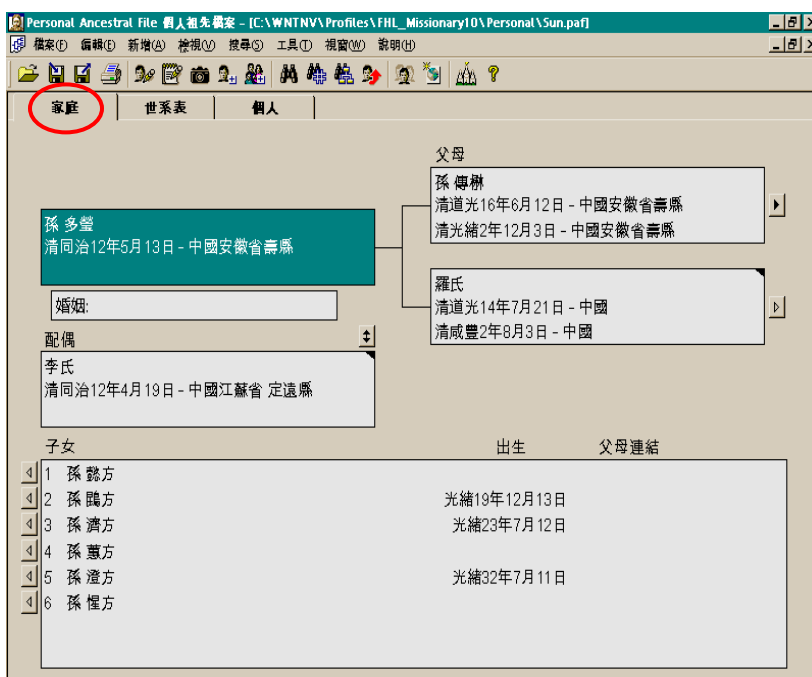 Personal Ancestral File 個人祖先檔案 - [C:\WNTNV\Profiles\FHL_Missionary10\Personal\Sun.paf]
檔案(F) 編輯(E) 新增(A) 檢視(V) 搜尋(S) 工具(T) 視窗(W) 說明(H)
家庭 世系表 個人
父母
孫 傳楙
清道光16年6月12日 - 中國安徽省壽縣
清光緒2年12月3日 - 中國安徽省壽縣
孫 多瑩
清同治12年5月13日 - 中國安徽省壽縣
羅氏
清道光14年7月21日 - 中國
清咸豐2年8月3日 - 中國
婚姻:
配偶
李氏
清同治12年4月19日 - 中國江蘇省 定遠縣
子女 出生 父母連結
1 孫 懿方
2 孫 鷗方 光緒19年12月13日
3 孫 濟方 光緒23年7月12日
4 孫 蕙方
5 孫 澄方 光緒32年7月11日
6 孫 惺方